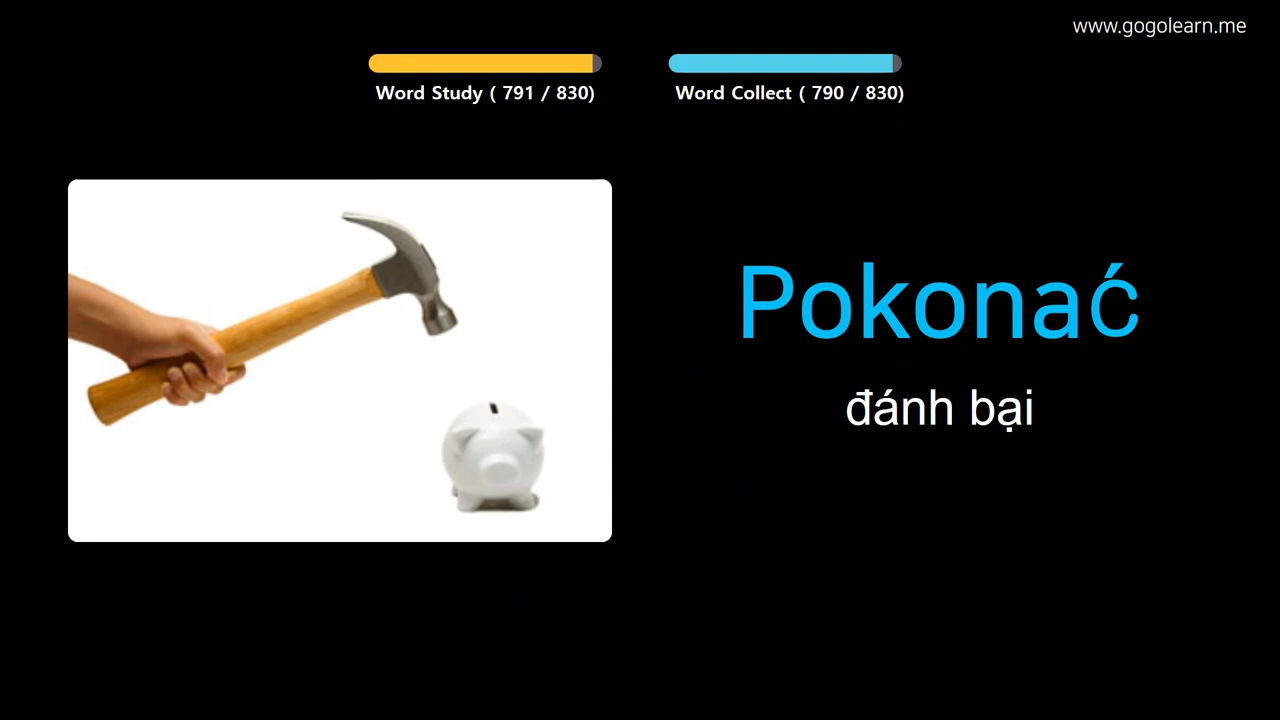 www.gogolearn.me
Word Study ( 791 / 830)
Word Collect ( 790 / 830)
Pokonać
đánh bại